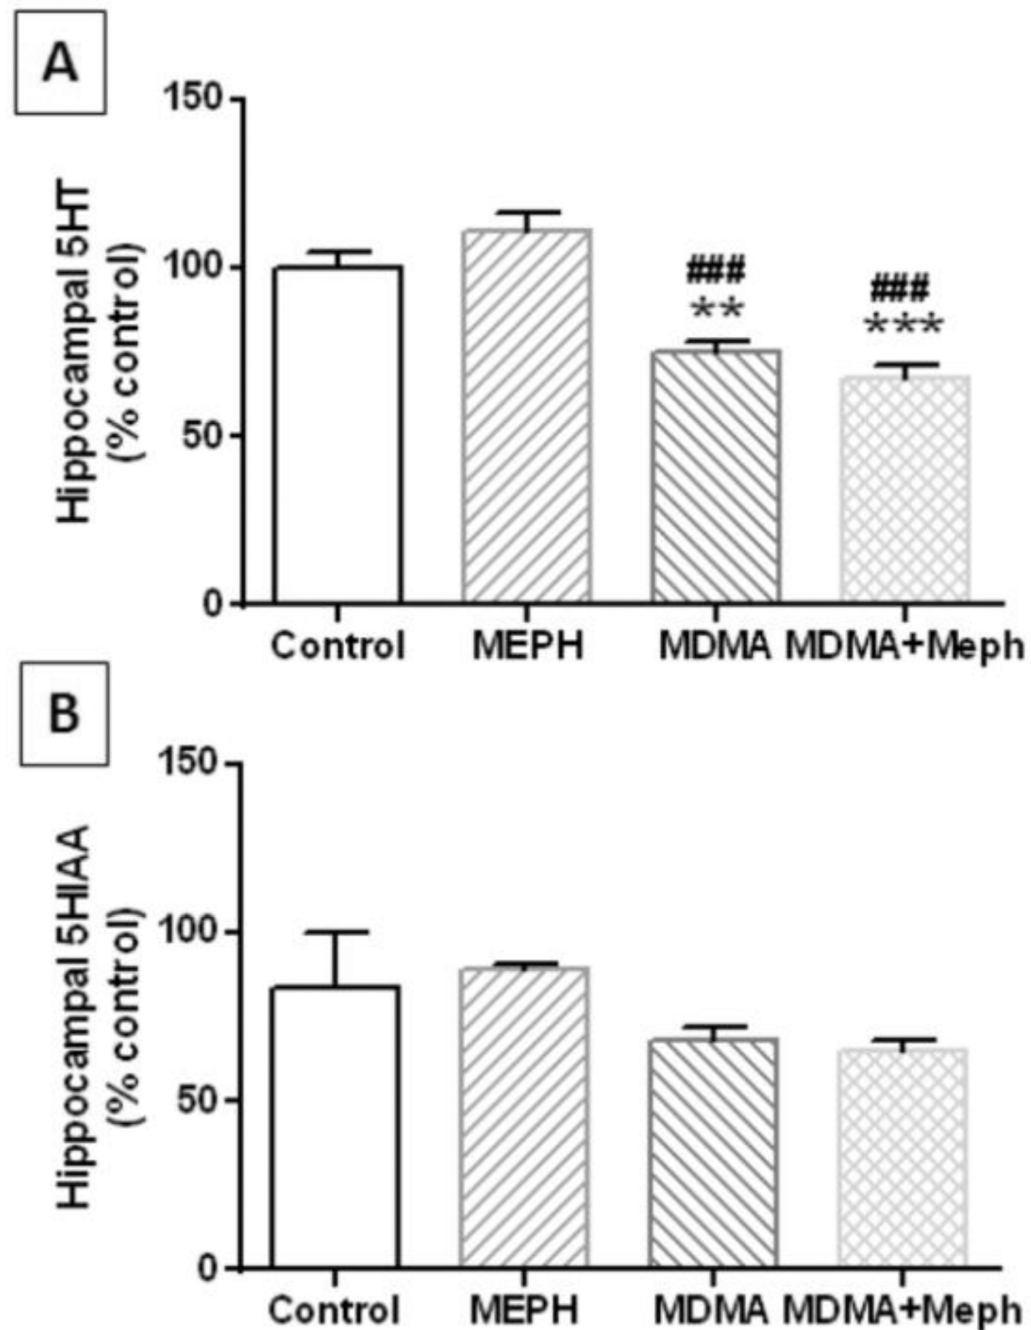 A
150
100
50
0
Hippocampal 5HT
(% control)
###
**
###
***
Control MEPH MDMA MDMA+Meph
B
150
100
50
0
Hippocampal 5HIAA
(% control)
Control MEPH MDMA MDMA+Meph